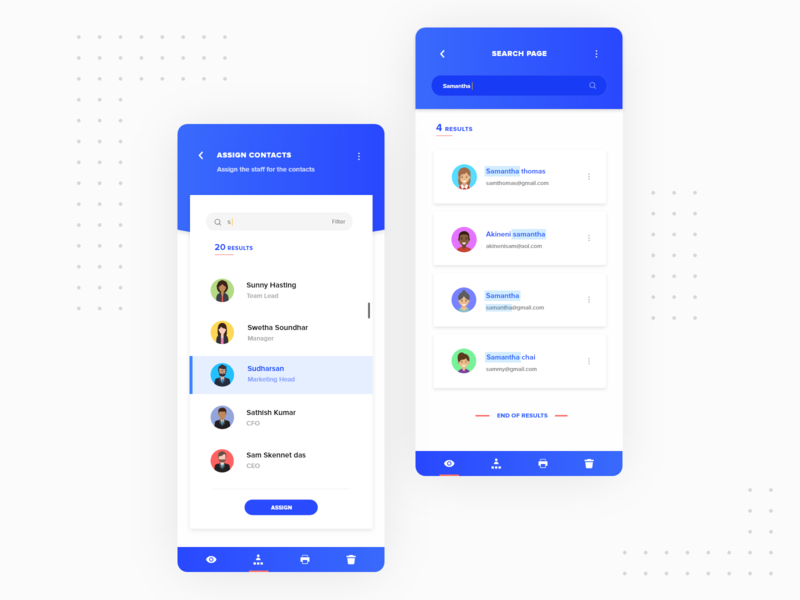 ASSIGN CONTACTS
Assign the staff for the contacts
s
Filter
20 RESULTS
Sunny Hasting
Team Lead
Swetha Soundhar
Manager
Sudharsan
Marketing Head
Sathish Kumar
CFO
Sam Skennet das
CEO
ASSIGN
SEARCH PAGE
Samantha
4 RESULTS
Samantha thomas
samthomas@gmail.com
Akineni samantha
akinenisam@aol.com
Samantha
samantha@gmail.com
Samantha chai
sammy@gmail.com
END OF RESULTS